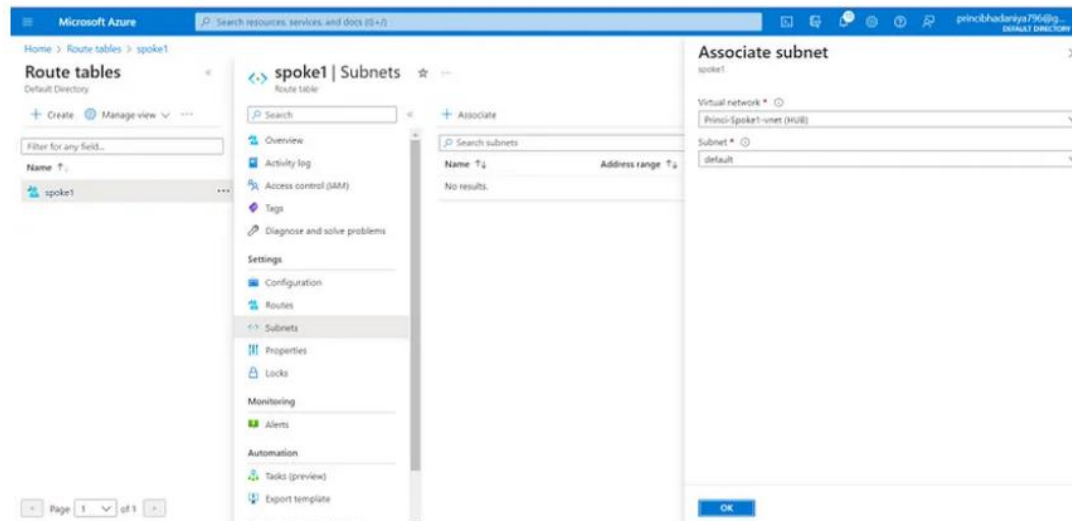 Microsoft Azure
Search resources, services, and docs (G+/)
princibhadaniya796@g...
DEFAULT DIRECTORY
Home > Route tables > spoke1
Route tables
Default Directory
+ Create
Manage view
...
Filter for any field...
Name ↑↓
spoke1
...
Page 1 of 1
spoke1 | Subnets
Route table
Search
Overview
Activity log
Access control (IAM)
Tags
Diagnose and solve problems
Settings
Configuration
Routes
Subnets
Properties
Locks
Monitoring
Alerts
Automation
Tasks (preview)
Export template
+ Associate
Search subnets
Name ↑↓ Address range ↑↓
No results.
Associate subnet
spoke1
Virtual network *
Princi-Spoke1-vnet (HUB)
Subnet *
default
OK